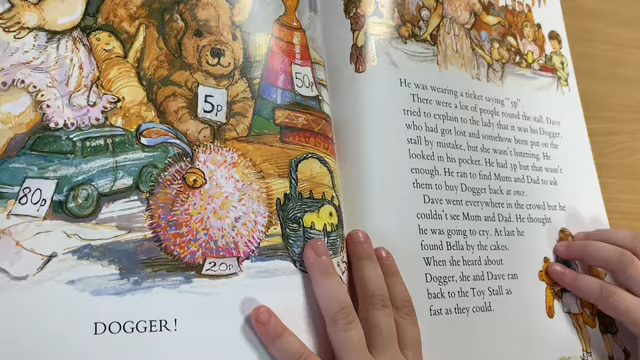 5p
50p
80p
20p
DOGGER!
He was wearing a ticket saying "5p".
There were a lot of people round the stall. Dave
tried to explain to the lady that it was his Dogger,
who had got lost and somehow been put on the
stall by mistake, but she wasn't listening. He
looked in his pocket. He had 3p but that wasn't
enough. He ran to find Mum and Dad to ask
them to buy Dogger back at once.
Dave went everywhere in the crowd but he
couldn't see Mum and Dad. He thought
he was going to cry. At last he
found Bella by the cakes.
When she heard about
Dogger, she and Dave ran
back to the Toy Stall as
fast as they could.